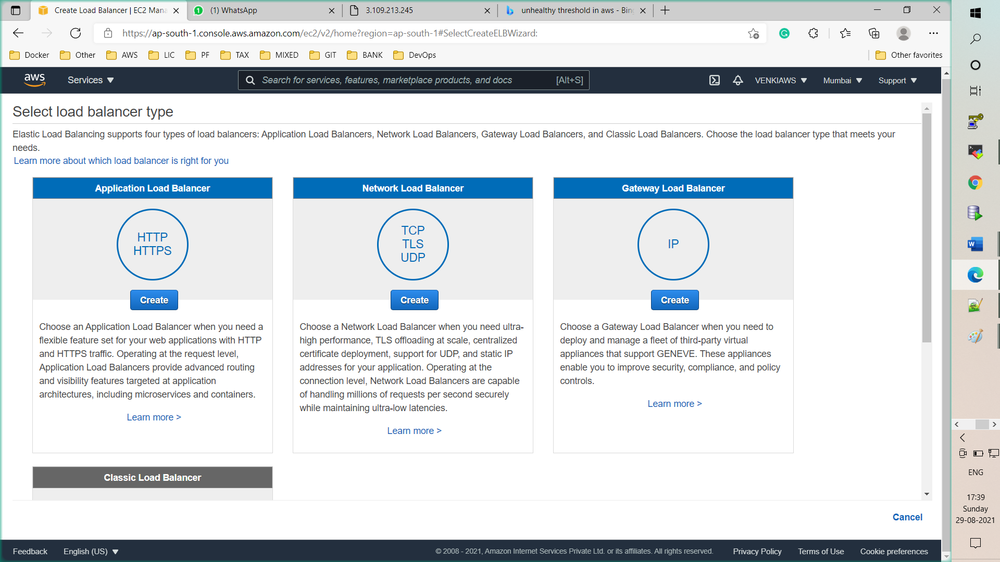 Create Load Balancer | EC2 Mana
(1) WhatsApp
3.109.213.245
unhealthy threshold in aws - Bin
https://ap-south-1.console.aws.amazon.com/ec2/v2/home?region=ap-south-1#SelectCreateELBWizard:
Docker Other AWS LIC PF TAX MIXED GIT BANK DevOps Other favorites
aws Services Search for services, features, marketplace products, and docs [Alt+S] VENKIAWS Mumbai Support
Select load balancer type
Elastic Load Balancing supports four types of load balancers: Application Load Balancers, Network Load Balancers, Gateway Load Balancers, and Classic Load Balancers. Choose the load balancer type that meets your
needs.
Learn more about which load balancer is right for you
Application Load Balancer
HTTP
HTTPS
Create
Choose an Application Load Balancer when you need a
flexible feature set for your web applications with HTTP
and HTTPS traffic. Operating at the request level,
Application Load Balancers provide advanced routing
and visibility features targeted at application
architectures, including microservices and containers.
Learn more >
Network Load Balancer
TCP
TLS
UDP
Create
Choose a Network Load Balancer when you need ultra-
high performance, TLS offloading at scale, centralized
certificate deployment, support for UDP, and static IP
addresses for your application. Operating at the
connection level, Network Load Balancers are capable
of handling millions of requests per second securely
while maintaining ultra-low latencies.
Learn more >
Gateway Load Balancer
IP
Create
Choose a Gateway Load Balancer when you need to
deploy and manage a fleet of third-party virtual
appliances that support GENEVE. These appliances
enable you to improve security, compliance, and policy
controls.
Learn more >
Classic Load Balancer
Cancel
Feedback English (US) © 2008 - 2021, Amazon Internet Services Private Ltd. or its affiliates. All rights reserved. Privacy Policy Terms of Use Cookie preferences
ENG
17:39
Sunday
29-08-2021